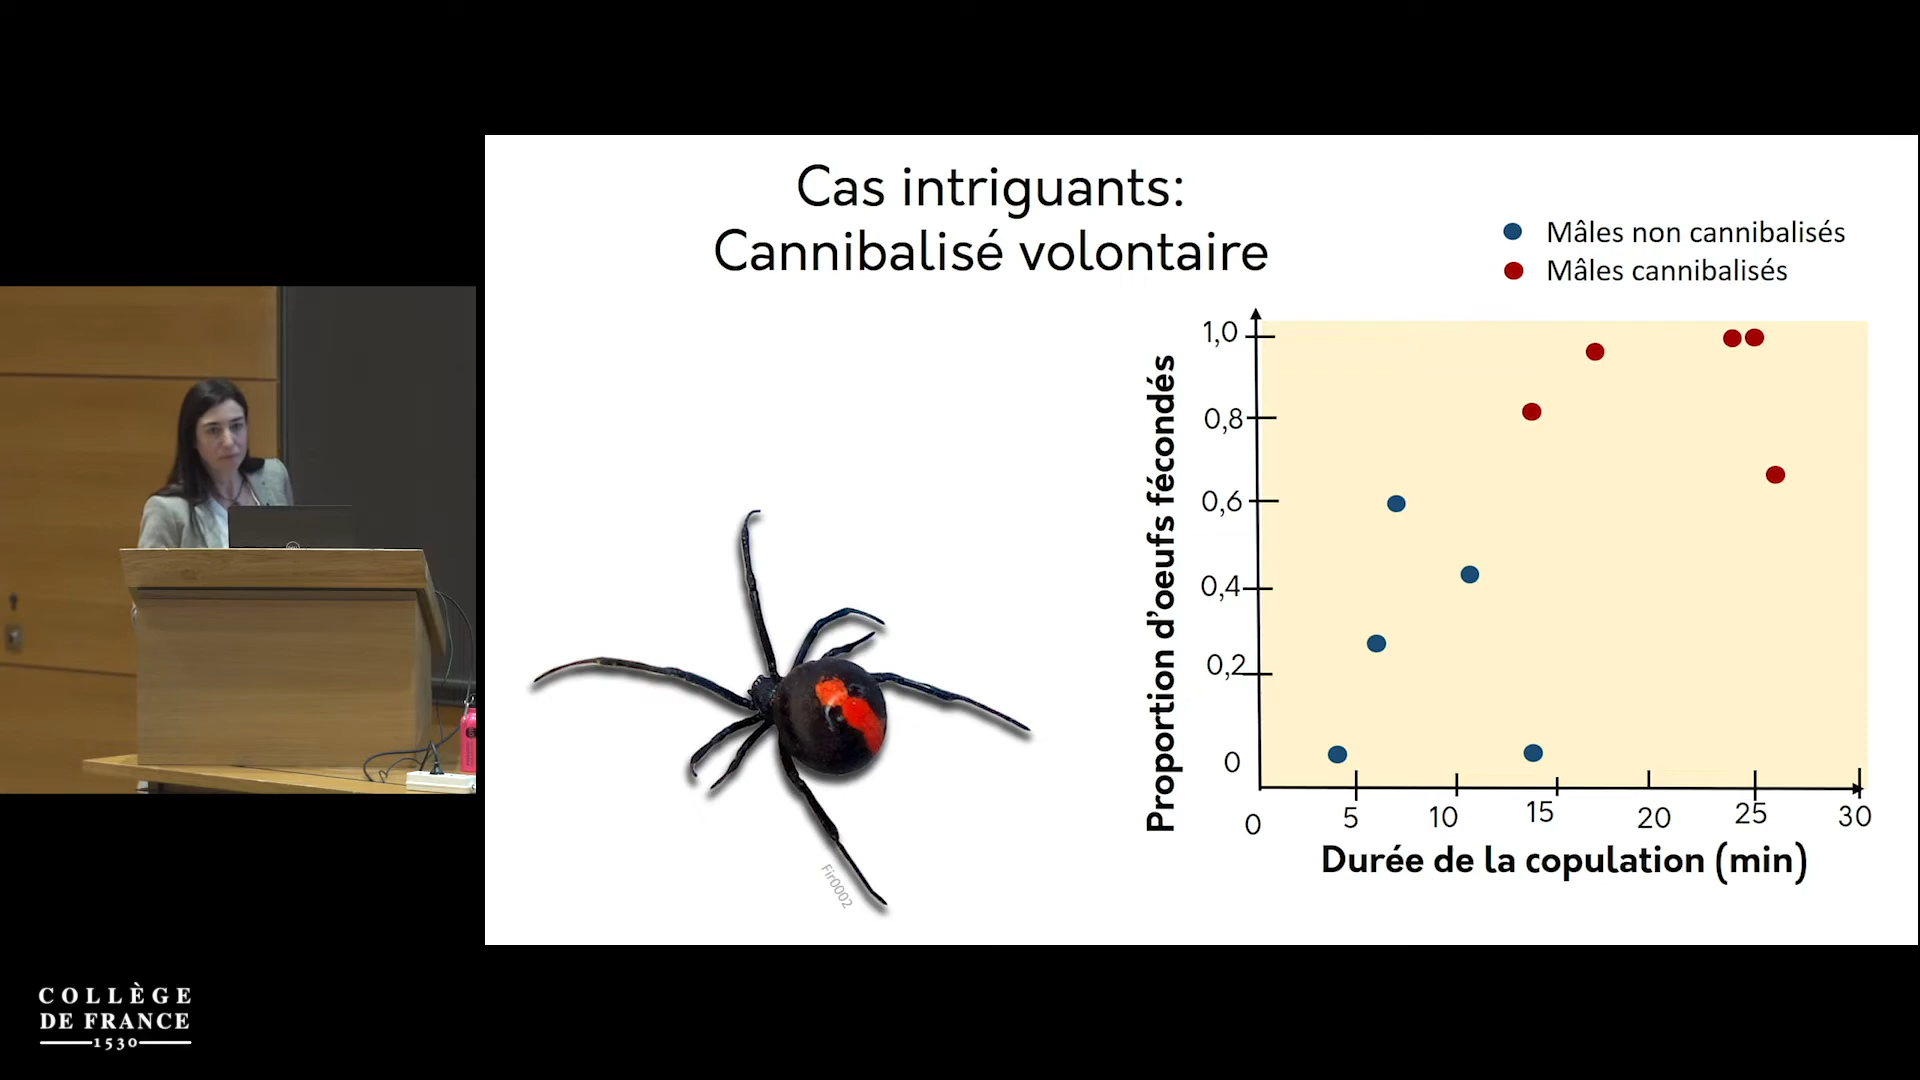 Cas intriguants:
Cannibalisé volontaire
Mâles non cannibalisés
Mâles cannibalisés
Proportion d'oeufs fécondés
1,0
0,8
0,6
0,4
0,2
0
0
5
10
15
20
25
30
Durée de la copulation (min)
Fir0002
COLLÈGE
DE FRANCE
1530